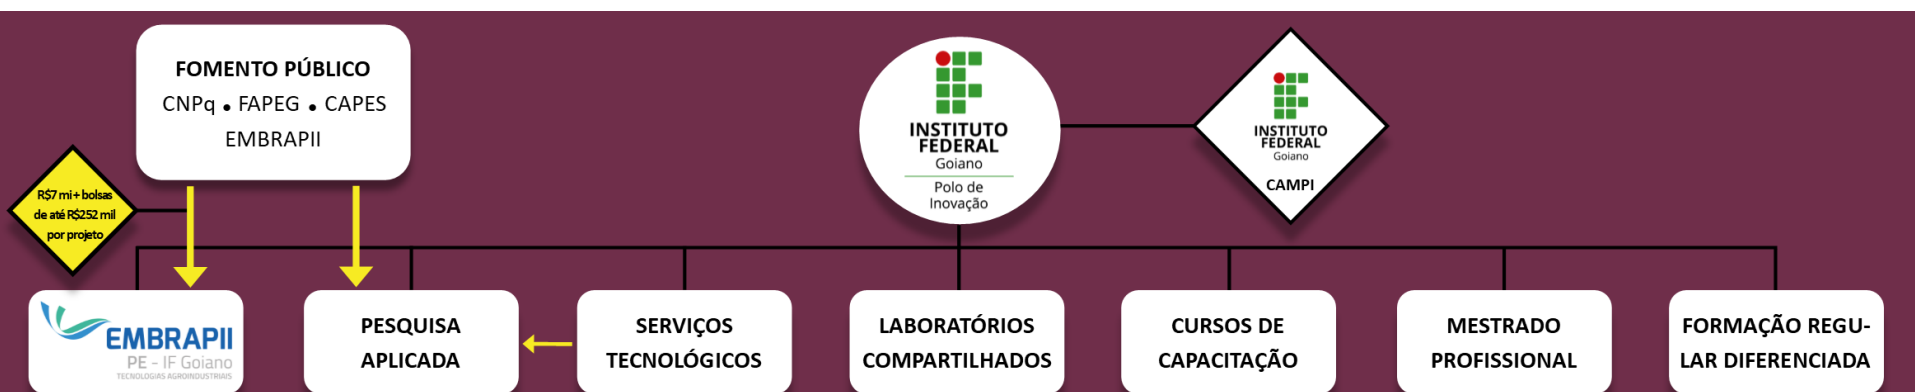 FOMENTO PÚBLICO
CNPq • FAPEG • CAPES
EMBRAPII
R$7 mi + bolsas
de até R$252 mil
por projeto
INSTITUTO
FEDERAL
Goiano
Polo de
Inovação
INSTITUTO
FEDERAL
Goiano
CAMPI
EMBRAPII
PE - IF Goiano
TECNOLOGIAS AGROINDUSTRIAIS
PESQUISA
APLICADA
SERVIÇOS
TECNOLÓGICOS
LABORATÓRIOS
COMPARTILHADOS
CURSOS DE
CAPACITAÇÃO
MESTRADO
PROFISSIONAL
FORMAÇÃO REGU-
LAR DIFERENCIADA